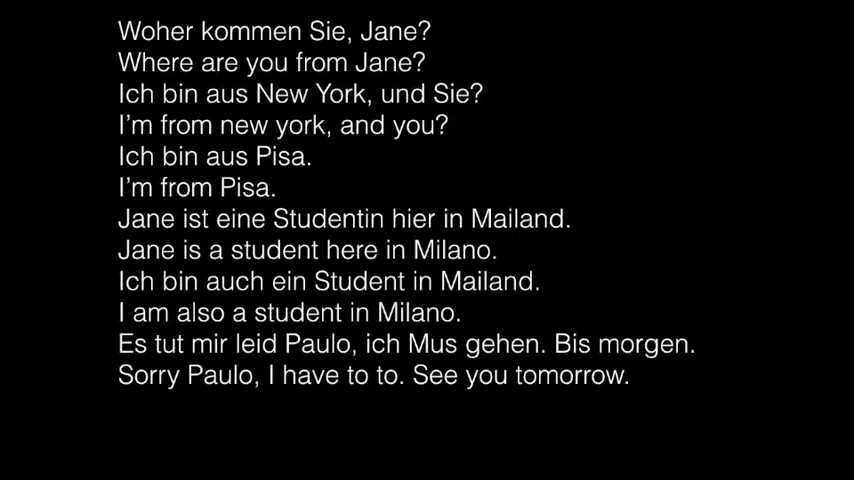 Woher kommen Sie, Jane?
Where are you from Jane?
Ich bin aus New York, und Sie?
I'm from new york, and you?
Ich bin aus Pisa.
I'm from Pisa.
Jane ist eine Studentin hier in Mailand.
Jane is a student here in Milano.
Ich bin auch ein Student in Mailand.
I am also a student in Milano.
Es tut mir leid Paulo, ich Mus gehen. Bis morgen.
Sorry Paulo, I have to to. See you tomorrow.